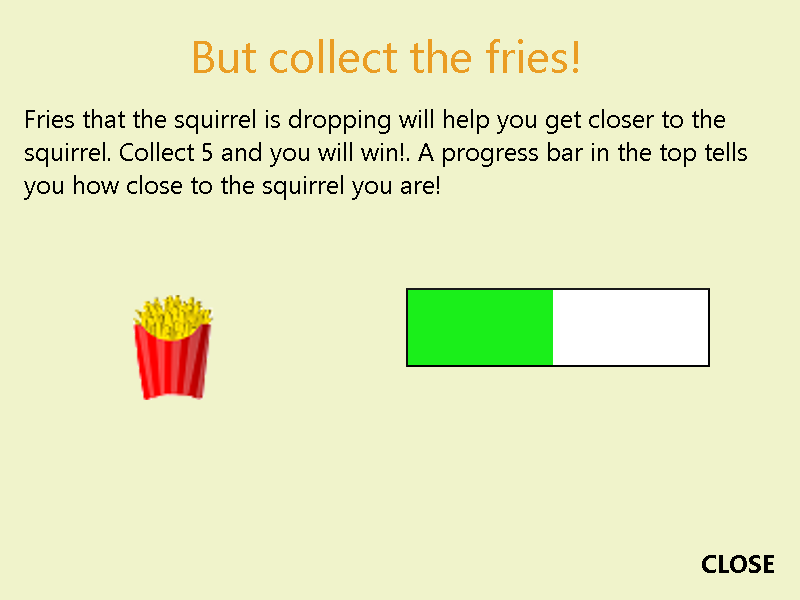 But collect the fries!
Fries that the squirrel is dropping will help you get closer to the
squirrel. Collect 5 and you will win!. A progress bar in the top tells
you how close to the squirrel you are!
CLOSE